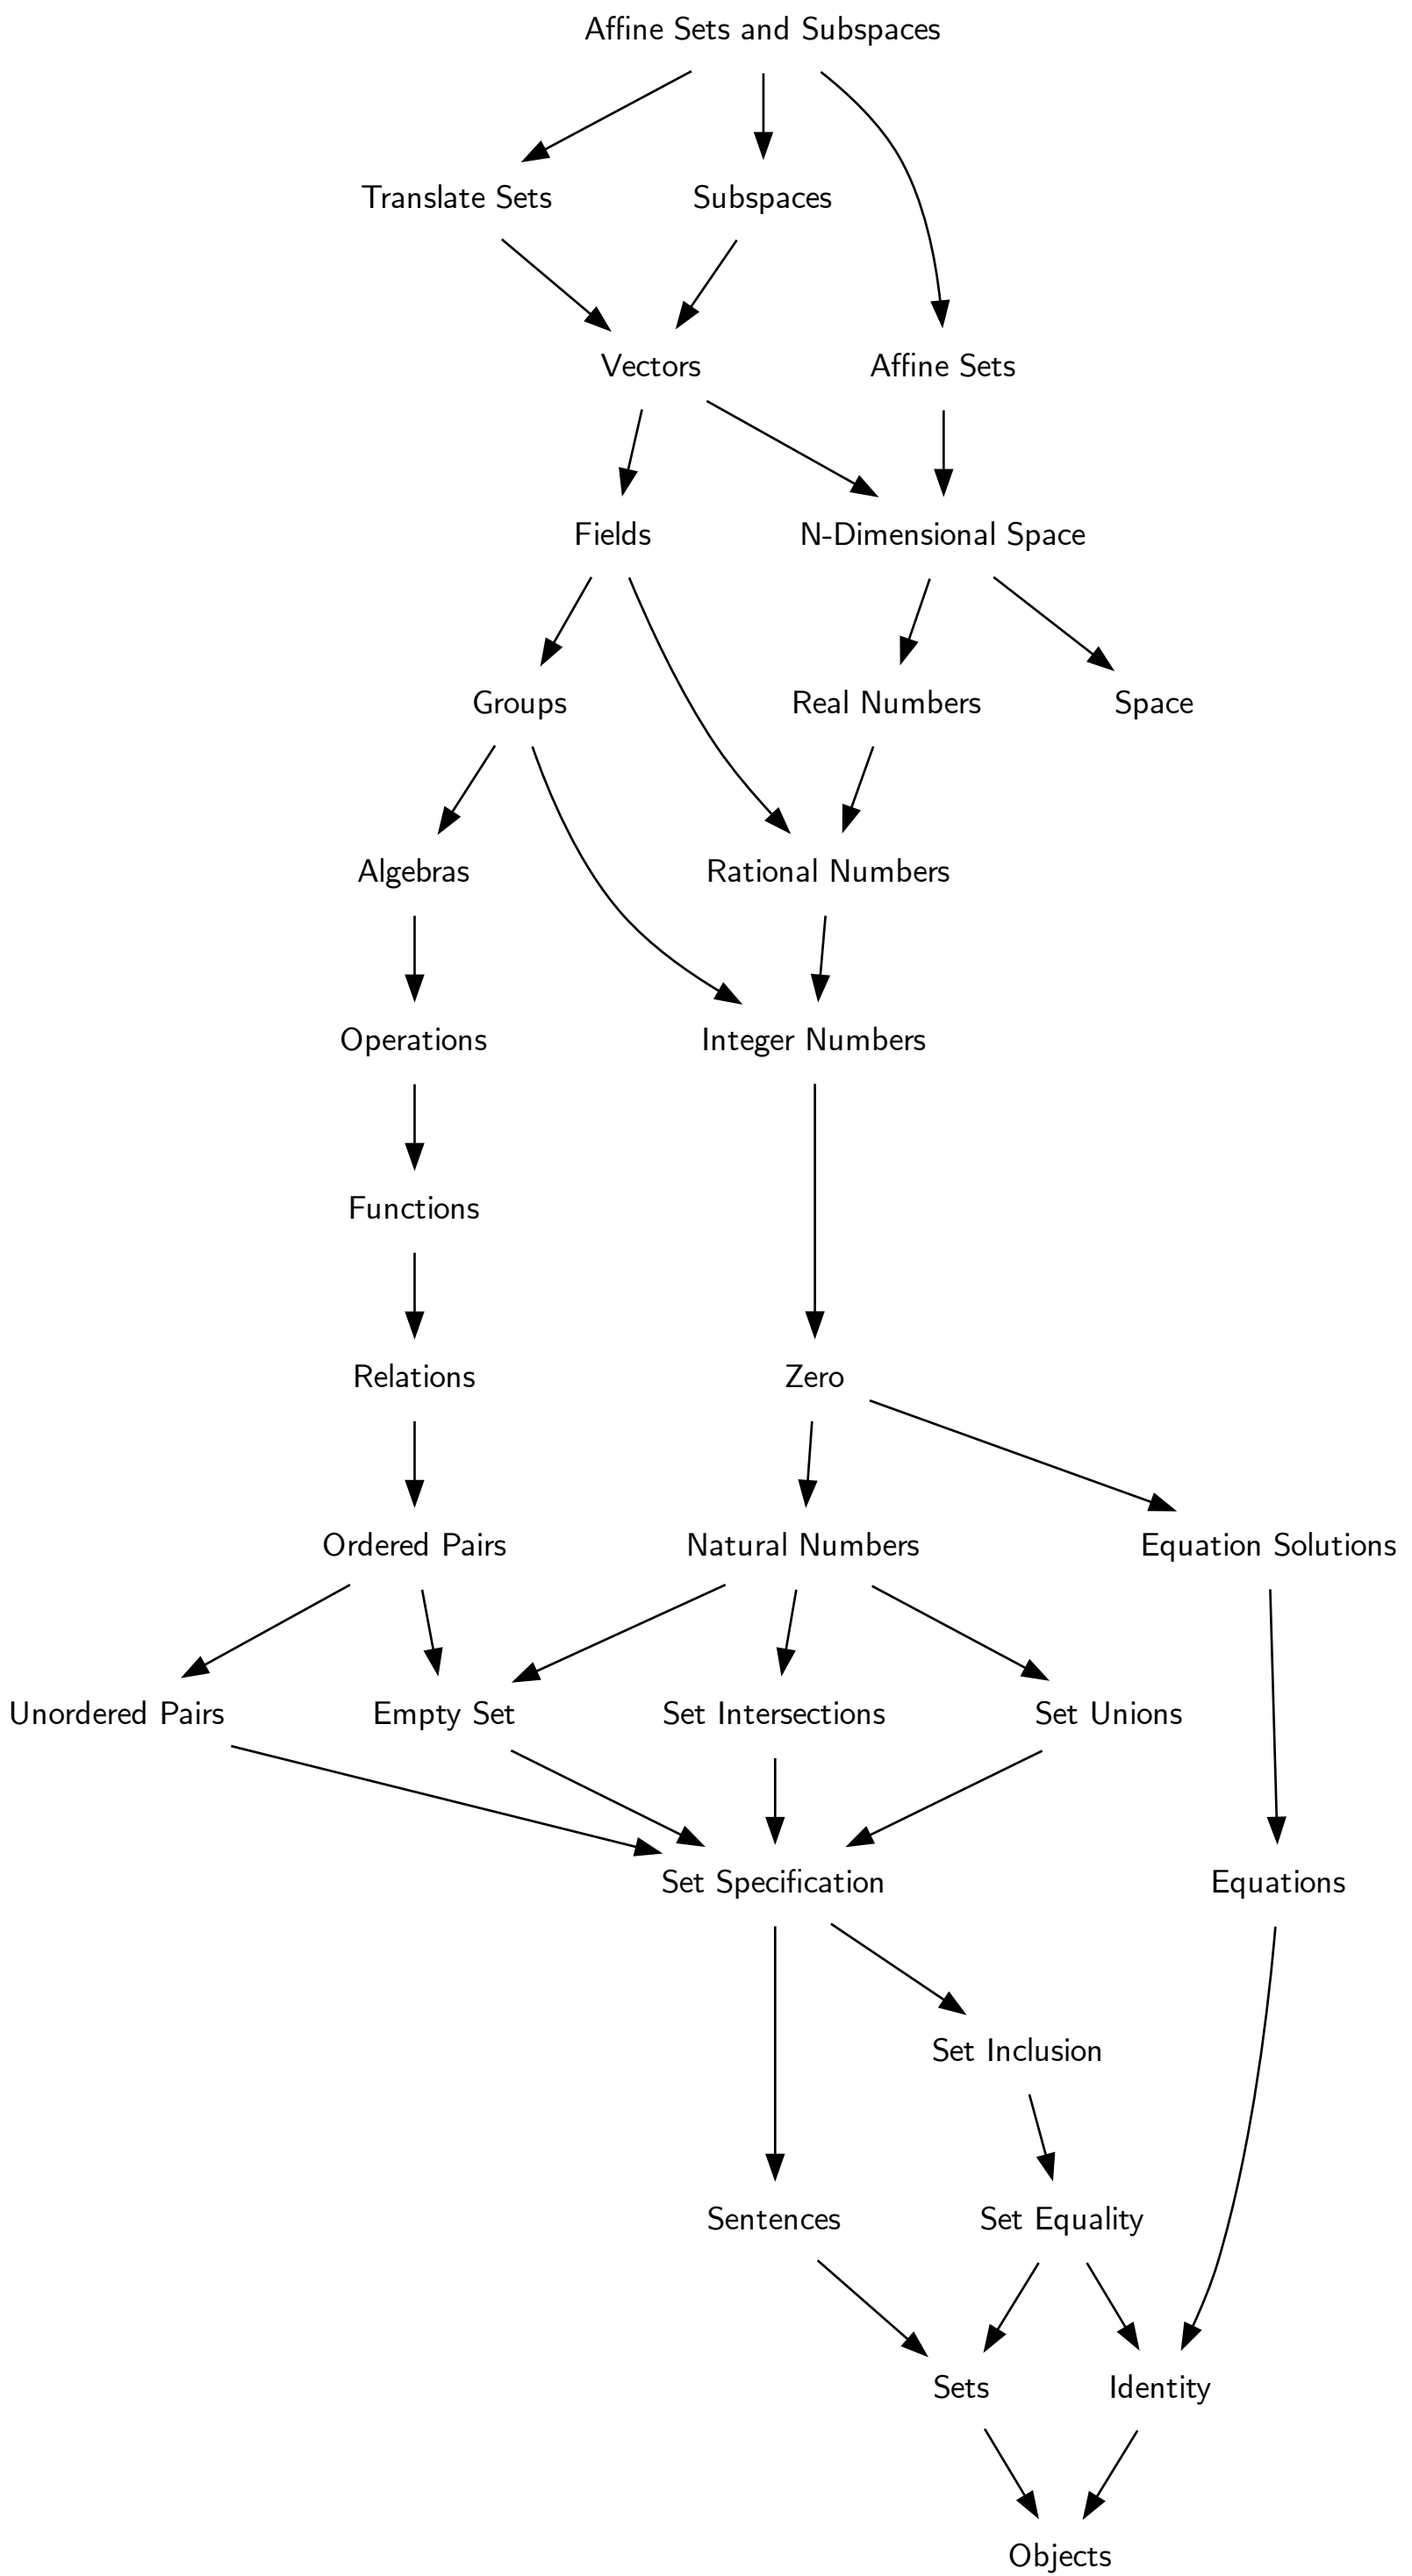 Affine Sets and Subspaces
Translate Sets
Subspaces
Vectors
Affine Sets
Fields
N-Dimensional Space
Groups
Real Numbers
Space
Algebras
Rational Numbers
Operations
Integer Numbers
Functions
Relations
Zero
Ordered Pairs
Natural Numbers
Equation Solutions
Unordered Pairs
Empty Set
Set Intersections
Set Unions
Set Specification
Equations
Set Inclusion
Sentences
Set Equality
Sets
Identity
Objects